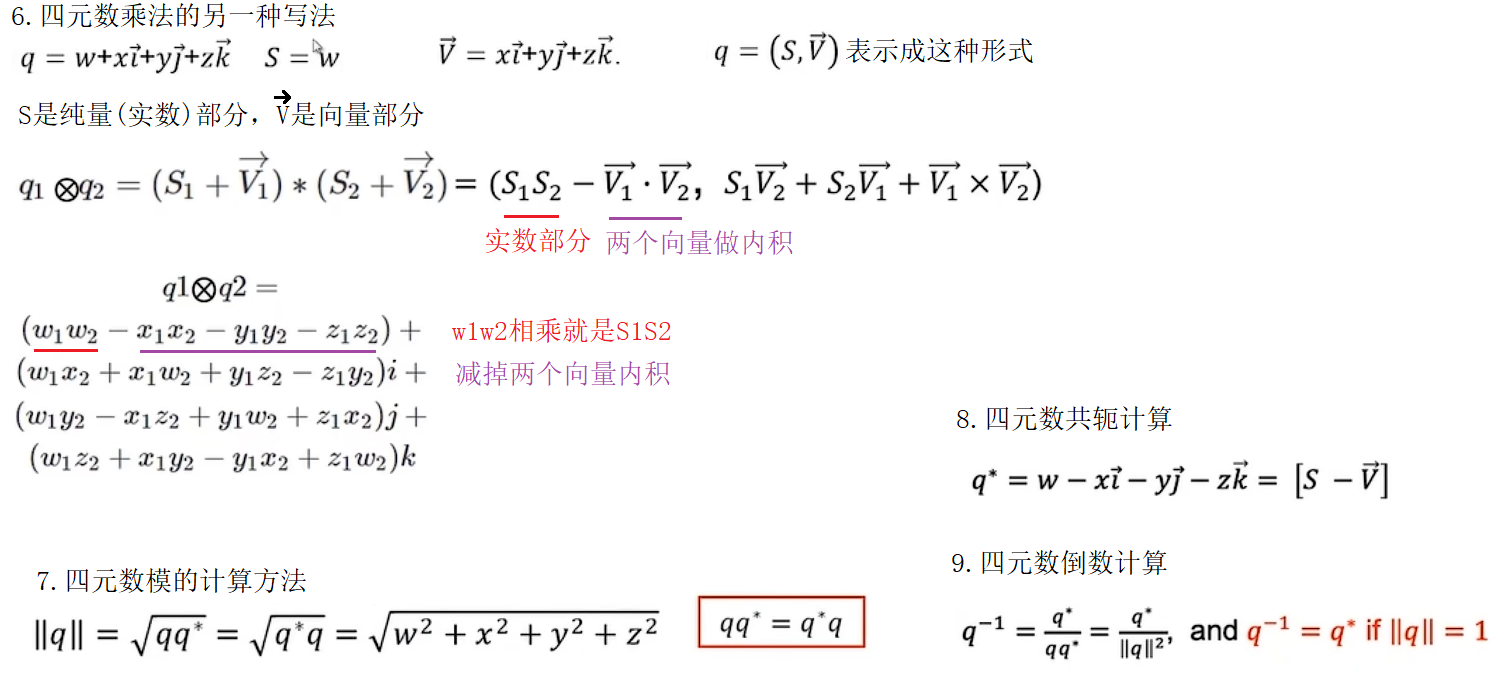 6.四元数乘法的另一种写法
q = w+xi⃗+yj⃗+zk⃗ S = w V⃗ = xi⃗+yj⃗+zk⃗. q = (S,V⃗) 表示成这种形式
S是纯量(实数)部分，V⃗是向量部分
q₁ ⊗q₂ = (S₁ + V₁⃗) ∗ (S₂ + V₂⃗) = (S₁S₂ − V₁⃗ · V₂⃗, S₁V₂⃗ + S₂V₁⃗ + V₁⃗ × V₂⃗)
实数部分 两个向量做内积
q1⊗q2 =
(w₁w₂ − x₁x₂ − y₁y₂ − z₁z₂) + w1w2相乘就是S1S2
(w₁x₂ + x₁w₂ + y₁z₂ − z₁y₂)i + 减掉两个向量内积
(w₁y₂ − x₁z₂ + y₁w₂ + z₁x₂)j +
(w₁z₂ + x₁y₂ − y₁x₂ + z₁w₂)k
8.四元数共轭计算
q* = w − xi⃗ − yj⃗ − zk⃗ = [S −V⃗]
7.四元数模的计算方法
‖q‖ = √(qq*) = √(q*q) = √(w² + x² + y² + z²) qq* = q*q
9.四元数倒数计算
q⁻¹ = q*/qq* = q*/‖q‖², and q⁻¹ = q* if ‖q‖ = 1